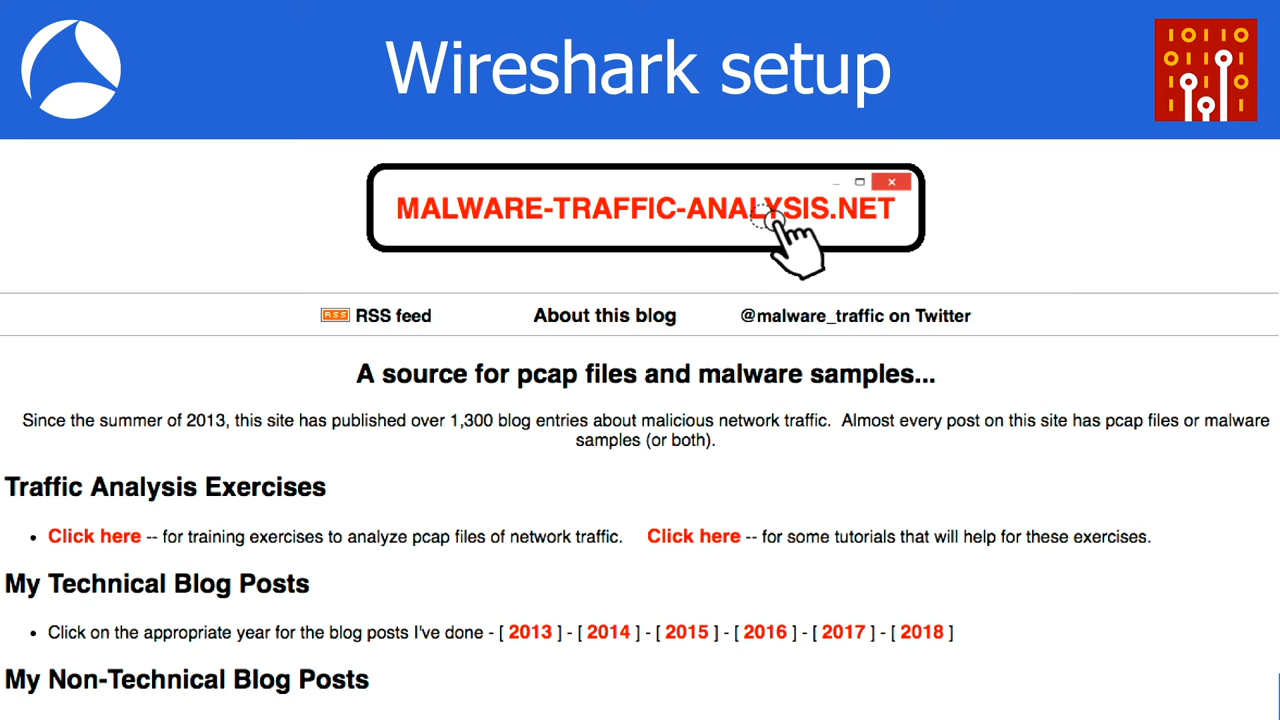 Wireshark setup
MALWARE-TRAFFIC-ANALYSIS.NET
RSS RSS feed About this blog @malware_traffic on Twitter
A source for pcap files and malware samples...
Since the summer of 2013, this site has published over 1,300 blog entries about malicious network traffic. Almost every post on this site has pcap files or malware
samples (or both).
Traffic Analysis Exercises
• Click here -- for training exercises to analyze pcap files of network traffic. Click here -- for some tutorials that will help for these exercises.
My Technical Blog Posts
• Click on the appropriate year for the blog posts I've done - [ 2013 ] - [ 2014 ] - [ 2015 ] - [ 2016 ] - [ 2017 ] - [ 2018 ]
My Non-Technical Blog Posts